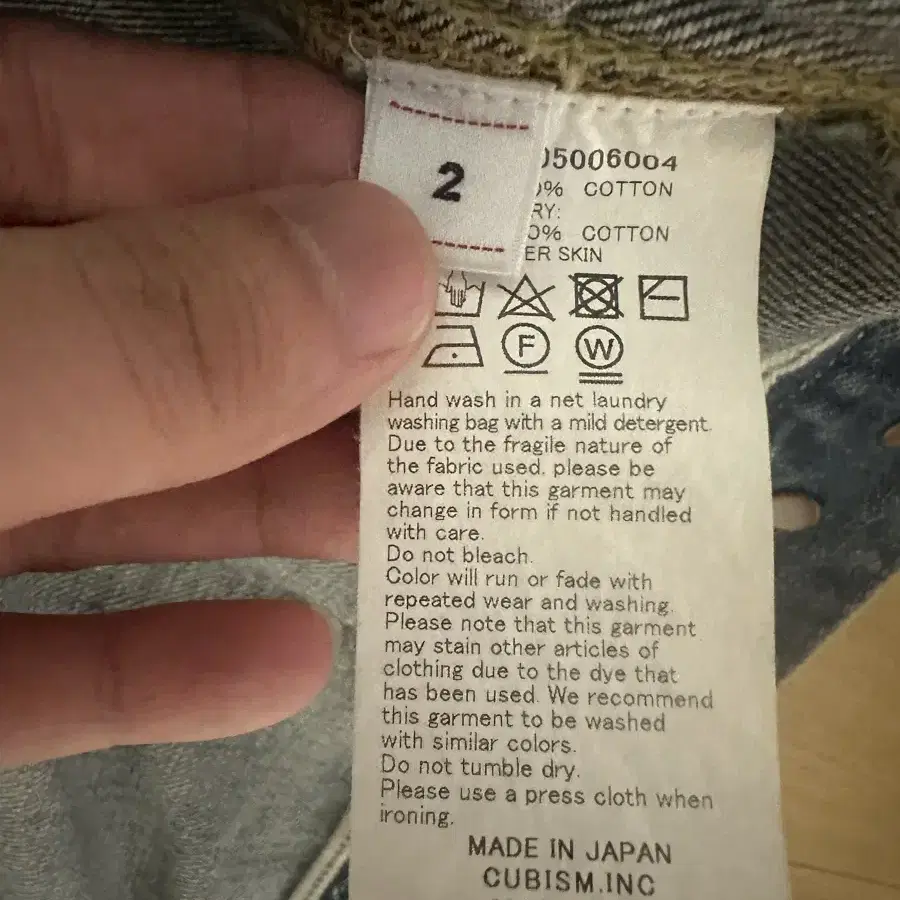 2
05006004
0% COTTON
RY:
0% COTTON
ER SKIN
F
W
Hand wash in a net laundry
washing bag with a mild detergent.
Due to the fragile nature of
the fabric used. please be
aware that this garment may
change in form if not handled
with care.
Do not bleach.
Color will run or fade with
repeated wear and washing.
Please note that this garment
may stain other articles of
clothing due to the dye that
has been used. We recommend
this garment to be washed
with similar colors.
Do not tumble dry.
Please use a press cloth when
ironing.
MADE IN JAPAN
CUBISM.INC